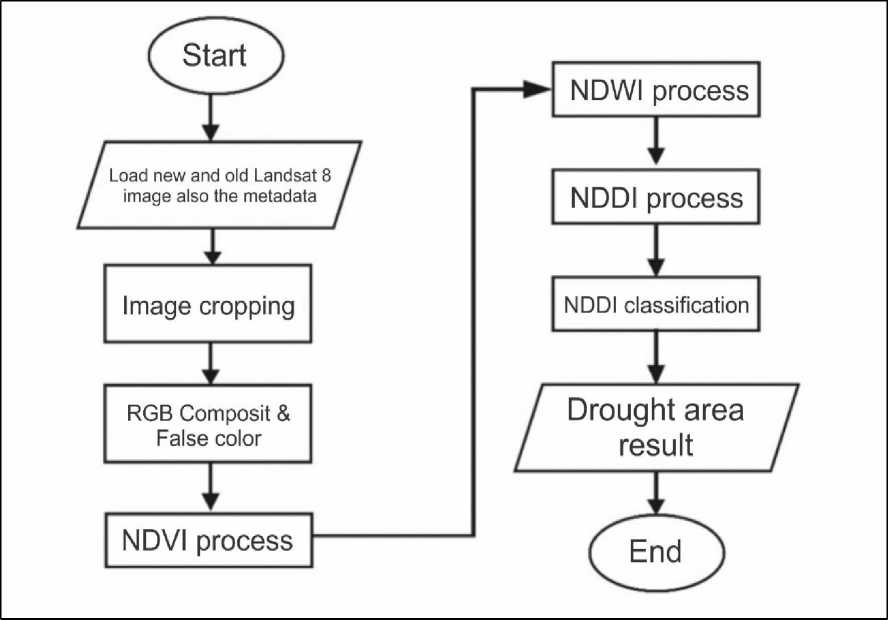 Start
Load new and old Landsat 8
image also the metadata
Image cropping
RGB Composit &
False color
NDVI process
NDWI process
NDDI process
NDDI classification
Drought area
result
End